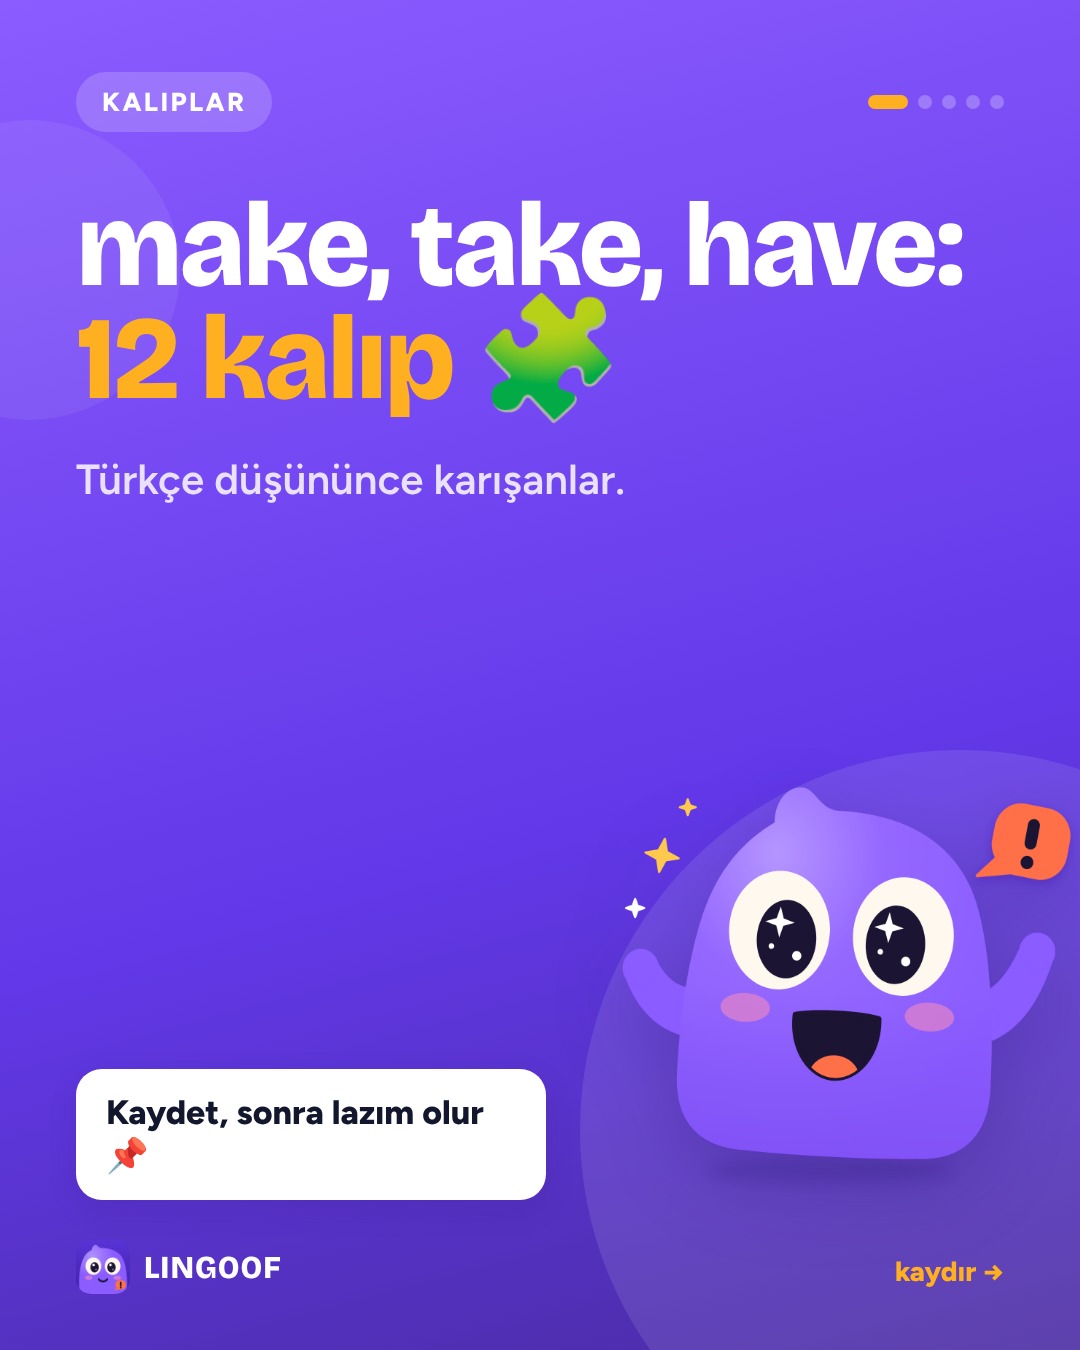 KALIPLAR
make, take, have:
12 kalıp 🧩
Türkçe düşününce karışanlar.
!
Kaydet, sonra lazım olur
📌
LINGOOF
kaydır →